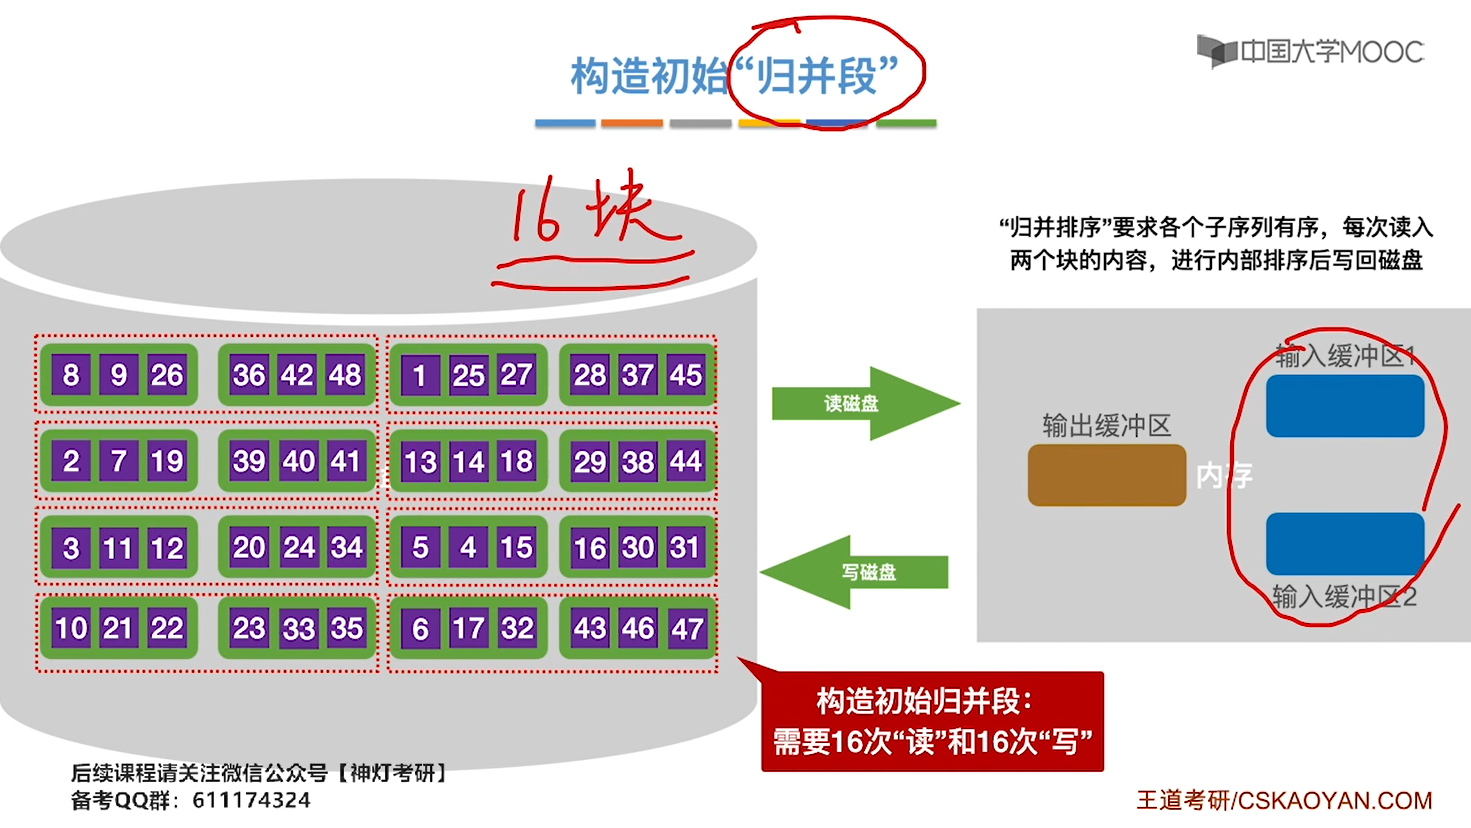 构造初始“归并段”
中国大学MOOC
16块
“归并排序”要求各个子序列有序，每次读入
两个块的内容，进行内部排序后写回磁盘
8 9 26 36 42 48 1 25 27 28 37 45
2 7 19 39 40 41 13 14 18 29 38 44
3 11 12 20 24 34 5 4 15 16 30 31
10 21 22 23 33 35 6 17 32 43 46 47
读磁盘
写磁盘
输入缓冲区1
输出缓冲区
内存
输入缓冲区2
构造初始归并段：
需要16次“读”和16次“写”
后续课程请关注微信公众号【神灯考研】
备考QQ群：611174324
王道考研/CSKAOYAN.COM